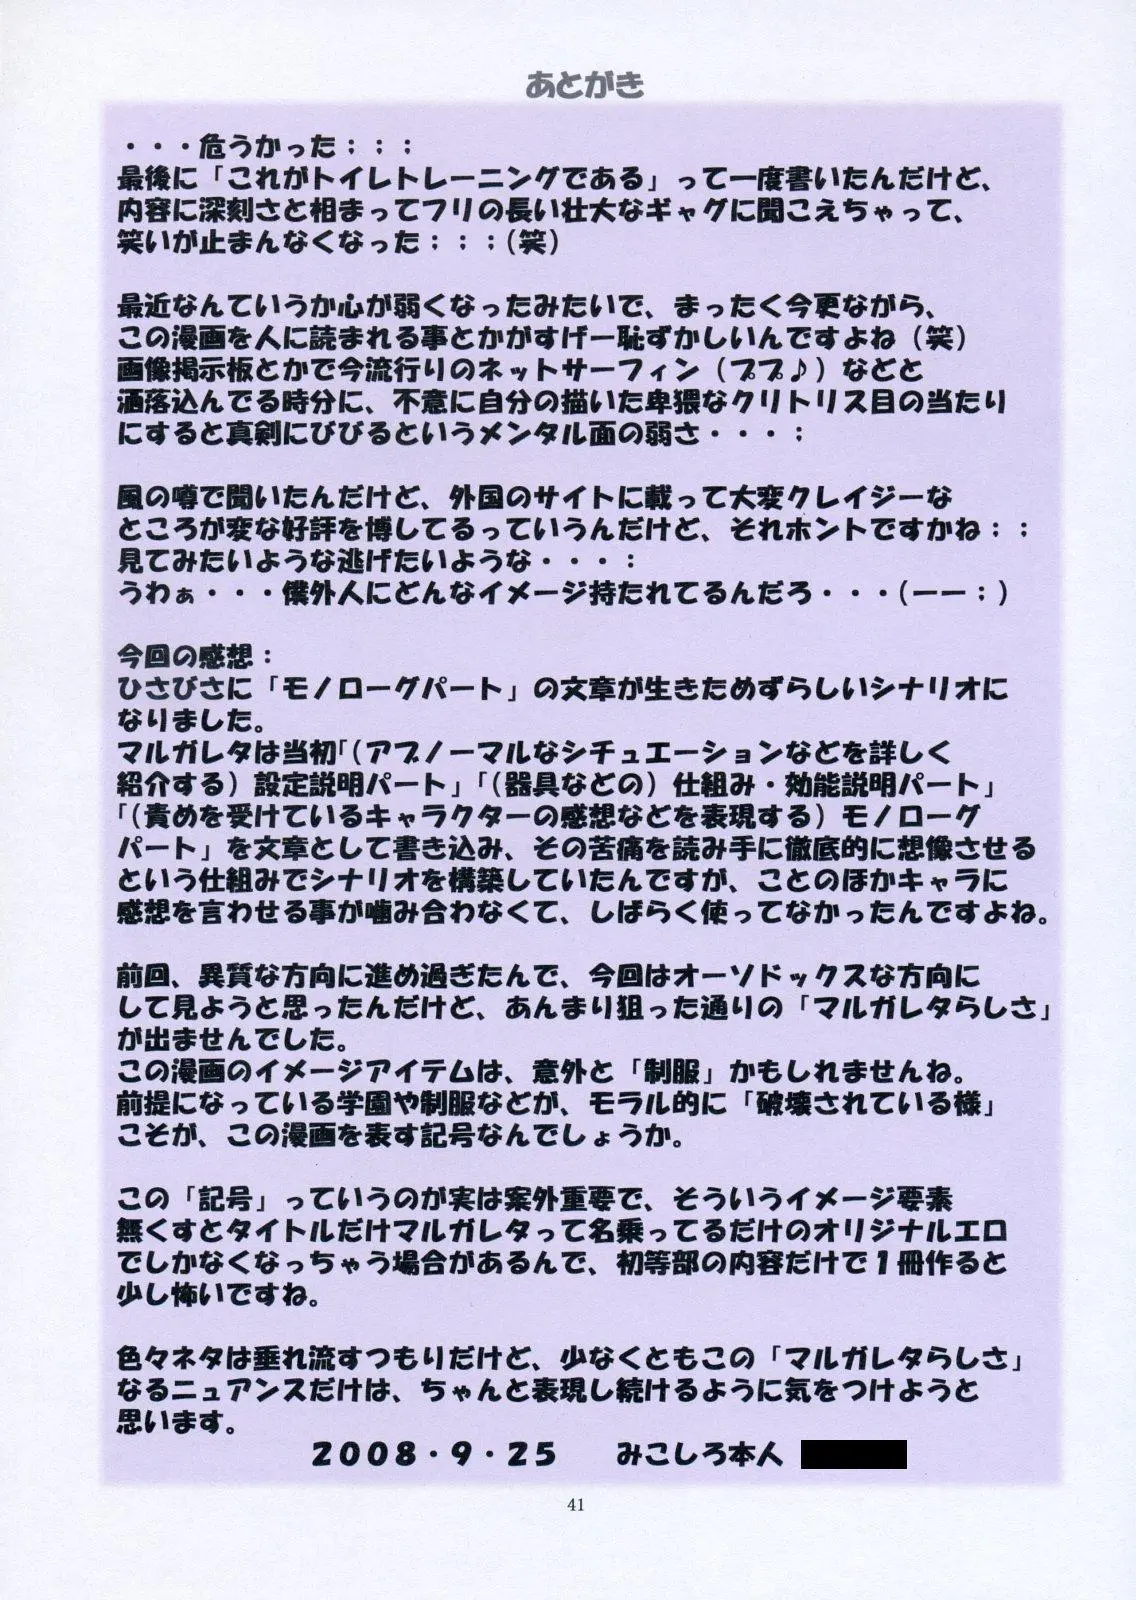 あとがき
・・・危うかった；；；
最後に「これがトイレトレーニングである」って一度書いたんだけど、
内容に深刻さと相まってフリの長い壮大なギャグに聞こえちゃって、
笑いが止まんなくなった；；；（笑）
最近なんていうか心が弱くなったみたいで、まったく今更ながら、
この漫画を人に読まれる事とかがすげー恥ずかしいんですよね（笑）
画像掲示板とかで今流行りのネットサーフィン（ププ♪）などと
洒落込んでる時分に、不意に自分の描いた卑猥なクリトリス目の当たり
にすると真剣にびびるというメンタル面の弱さ・・・；
風の噂で聞いたんだけど、外国のサイトに載って大変クレイジーな
ところが変な好評を博してるっていうんだけど、それホントですかね；；
見てみたいような逃げたいような・・・；
うわぁ・・・僕外人にどんなイメージ持たれてるんだろ・・・（ーー；）
今回の感想：
ひさびさに「モノローグパート」の文章が生きためずらしいシナリオに
なりました。
マルガレタは当初「（アブノーマルなシチュエーションなどを詳しく
紹介する）設定説明パート」「（器具などの）仕組み・効能説明パート」
「（責めを受けているキャラクターの感想などを表現する）モノローグ
パート」を文章として書き込み、その苦痛を読み手に徹底的に想像させる
という仕組みでシナリオを構築していたんですが、ことのほかキャラに
感想を言わせる事が噛み合わなくて、しばらく使ってなかったんですよね。
前回、異質な方向に進め過ぎたんで、今回はオーソドックスな方向に
して見ようと思ったんだけど、あんまり狙った通りの「マルガレタらしさ」
が出ませんでした。
この漫画のイメージアイテムは、意外と「制服」かもしれませんね。
前提になっている学園や制服などが、モラル的に「破壊されている様」
こそが、この漫画を表す記号なんでしょうか。
この「記号」っていうのが実は案外重要で、そういうイメージ要素
無くすとタイトルだけマルガレタって名乗ってるだけのオリジナルエロ
でしかなくなっちゃう場合があるんで、初等部の内容だけで１冊作ると
少し怖いですね。
色々ネタは垂れ流すつもりだけど、少なくともこの「マルガレタらしさ」
なるニュアンスだけは、ちゃんと表現し続けるように気をつけようと
思います。
２００８・９・２５　みこしろ本人
41